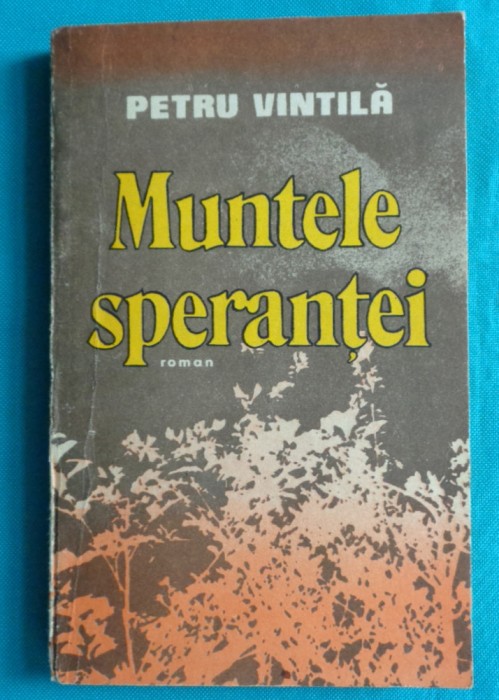 PETRU VINTILĂ
Muntele
speranței
roman